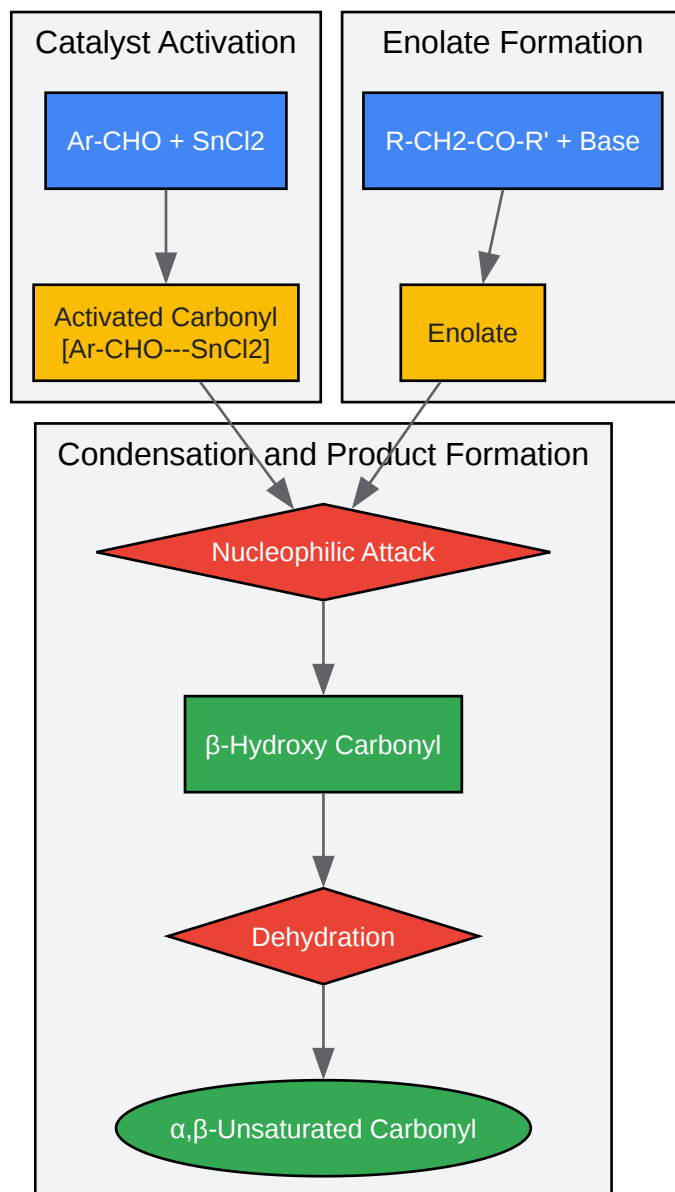 Catalyst Activation
Ar-CHO + SnCl2
Activated Carbonyl
[Ar-CHO---SnCl2]
Enolate Formation
R-CH2-CO-R' + Base
Enolate
Condensation and Product Formation
Nucleophilic Attack
β-Hydroxy Carbonyl
Dehydration
α,β-Unsaturated Carbonyl